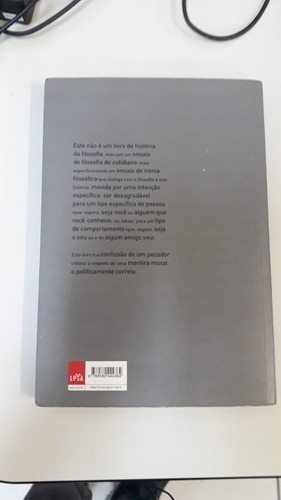 Este não é um livro de história
da filosofia, mas sim um ensaio
de filosofia do cotidiano, mais
especificamente um ensaio de ironia
filosófica que dialoga com a filosofia e sua
história, movido por uma intenção
específica: ser desagradável
para um tipo específico de pessoa
(que, espero, seja você ou alguém que
você conhece), ou, talvez, para um tipo
de comportamento (que, espero, seja
o seu ou o de algum amigo seu).
Este livro é a confissão de um pecador
irônico a respeito de uma mentira moral:
o politicamente correto.
LeYa